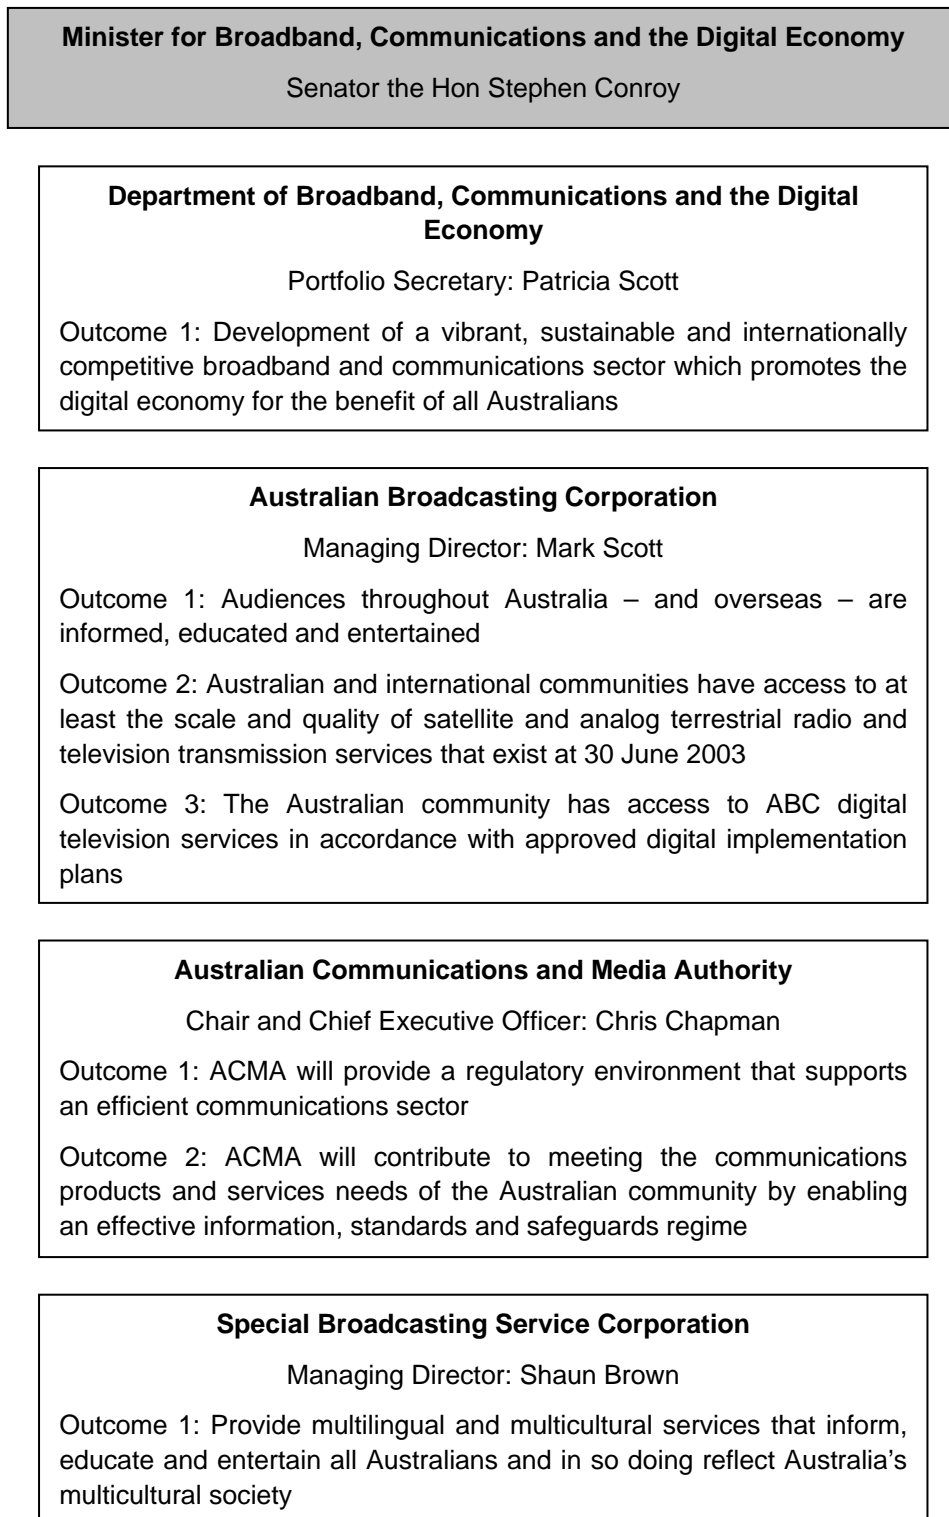 Minister for Broadband, Communications and the Digital Economy
Senator the Hon Stephen Conroy
Department of Broadband, Communications and the Digital
Economy
Portfolio Secretary: Patricia Scott
Outcome 1: Development of a vibrant, sustainable and internationally
competitive broadband and communications sector which promotes the
digital economy for the benefit of all Australians
Australian Broadcasting Corporation
Managing Director: Mark Scott
Outcome 1: Audiences throughout Australia – and overseas – are
informed, educated and entertained
Outcome 2: Australian and international communities have access to at
least the scale and quality of satellite and analog terrestrial radio and
television transmission services that exist at 30 June 2003
Outcome 3: The Australian community has access to ABC digital
television services in accordance with approved digital implementation
plans
Australian Communications and Media Authority
Chair and Chief Executive Officer: Chris Chapman
Outcome 1: ACMA will provide a regulatory environment that supports
an efficient communications sector
Outcome 2: ACMA will contribute to meeting the communications
products and services needs of the Australian community by enabling
an effective information, standards and safeguards regime
Special Broadcasting Service Corporation
Managing Director: Shaun Brown
Outcome 1: Provide multilingual and multicultural services that inform,
educate and entertain all Australians and in so doing reflect Australia’s
multicultural society